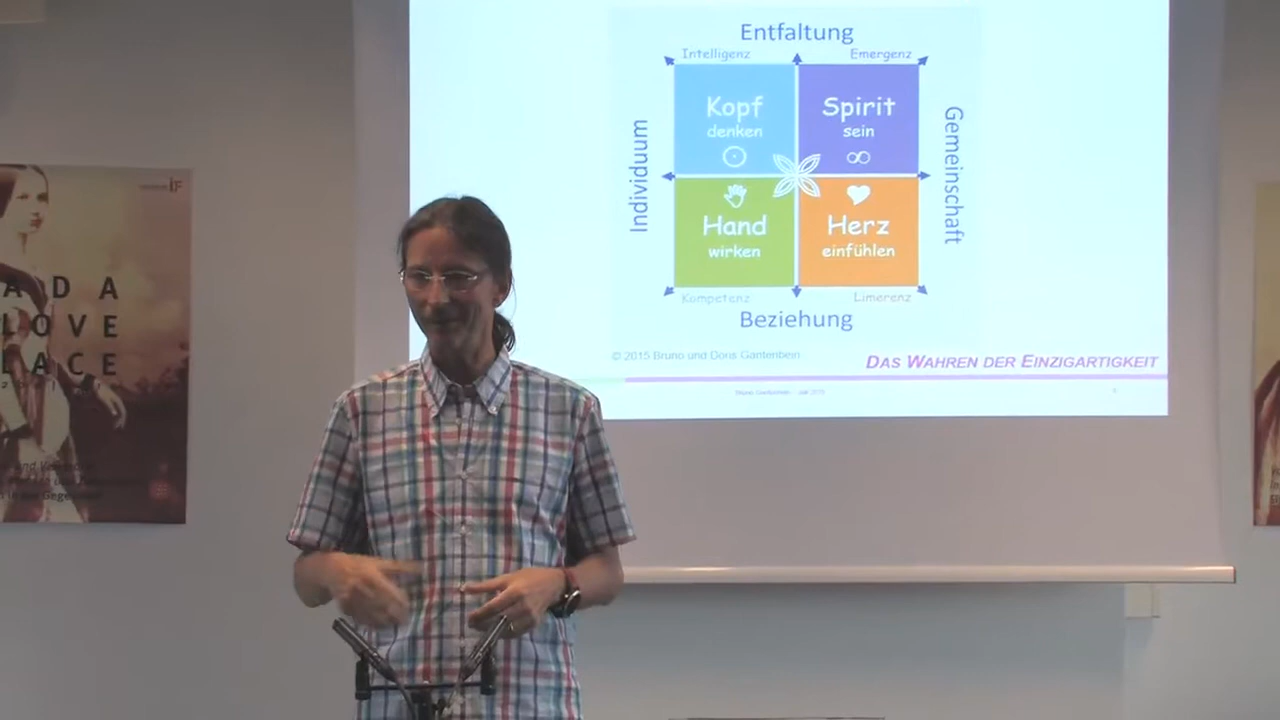 Entfaltung
Intelligenz
Emergenz
Kopf
denken
Spirit
sein
Individuum
Gemeinschaft
Hand
wirken
Herz
einfühlen
Kompetenz
Limerenz
Beziehung
© 2015 Bruno und Doris Gantenbein
DAS WAHREN DER EINZIGARTIGKEIT
ADA
LOVE
LACE